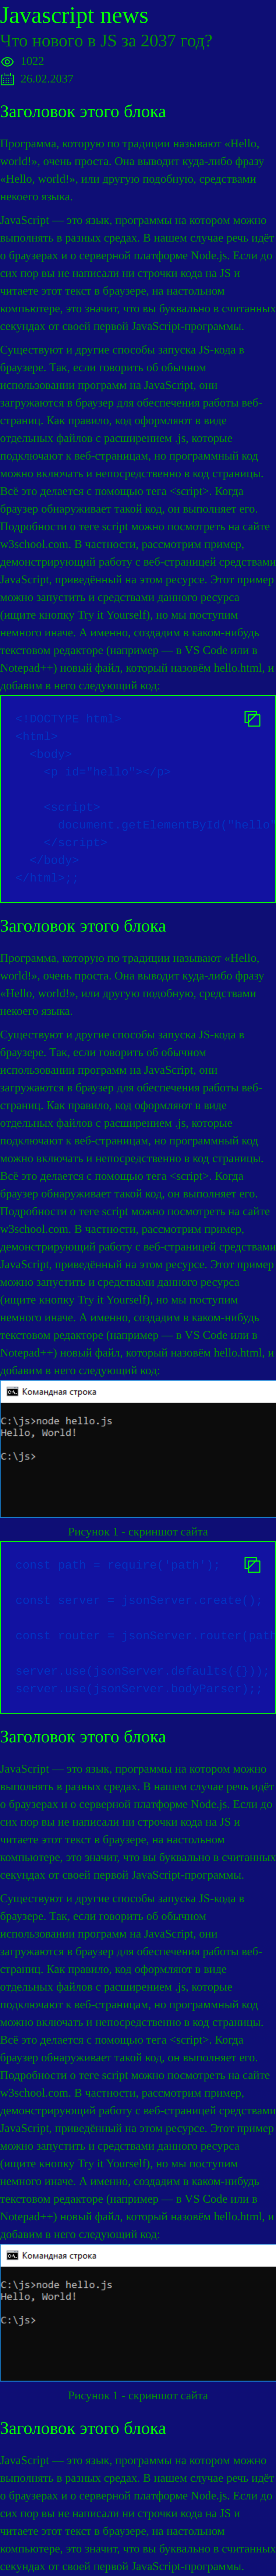 Javascript news
Что нового в JS за 2037 год?
1022
26.02.2037
Заголовок этого блока
Программа, которую по традиции называют «Hello,
world!», очень проста. Она выводит куда-либо фразу
«Hello, world!», или другую подобную, средствами
некоего языка.
JavaScript — это язык, программы на котором можно
выполнять в разных средах. В нашем случае речь идёт
о браузерах и о серверной платформе Node.js. Если до
сих пор вы не написали ни строчки кода на JS и
читаете этот текст в браузере, на настольном
компьютере, это значит, что вы буквально в считанных
секундах от своей первой JavaScript-программы.
Существуют и другие способы запуска JS-кода в
браузере. Так, если говорить об обычном
использовании программ на JavaScript, они
загружаются в браузер для обеспечения работы веб-
страниц. Как правило, код оформляют в виде
отдельных файлов с расширением .js, которые
подключают к веб-страницам, но программный код
можно включать и непосредственно в код страницы.
Всё это делается с помощью тега <script>. Когда
браузер обнаруживает такой код, он выполняет его.
Подробности о теге script можно посмотреть на сайте
w3school.com. В частности, рассмотрим пример,
демонстрирующий работу с веб-страницей средствами
JavaScript, приведённый на этом ресурсе. Этот пример
можно запустить и средствами данного ресурса
(ищите кнопку Try it Yourself), но мы поступим
немного иначе. А именно, создадим в каком-нибудь
текстовом редакторе (например — в VS Code или в
Notepad++) новый файл, который назовём hello.html, и
добавим в него следующий код:
<!DOCTYPE html>
<html>
<body>
<p id="hello"></p>
<script>
document.getElementById("hello"
</script>
</body>
</html>;;
Заголовок этого блока
Программа, которую по традиции называют «Hello,
world!», очень проста. Она выводит куда-либо фразу
«Hello, world!», или другую подобную, средствами
некоего языка.
Существуют и другие способы запуска JS-кода в
браузере. Так, если говорить об обычном
использовании программ на JavaScript, они
загружаются в браузер для обеспечения работы веб-
страниц. Как правило, код оформляют в виде
отдельных файлов с расширением .js, которые
подключают к веб-страницам, но программный код
можно включать и непосредственно в код страницы.
Всё это делается с помощью тега <script>. Когда
браузер обнаруживает такой код, он выполняет его.
Подробности о теге script можно посмотреть на сайте
w3school.com. В частности, рассмотрим пример,
демонстрирующий работу с веб-страницей средствами
JavaScript, приведённый на этом ресурсе. Этот пример
можно запустить и средствами данного ресурса
(ищите кнопку Try it Yourself), но мы поступим
немного иначе. А именно, создадим в каком-нибудь
текстовом редакторе (например — в VS Code или в
Notepad++) новый файл, который назовём hello.html, и
добавим в него следующий код:
Командная строка
C:\js>node hello.js
Hello, World!
C:\js>
Рисунок 1 - скриншот сайта
const path = require('path');
const server = jsonServer.create();
const router = jsonServer.router(path
server.use(jsonServer.defaults({}));
server.use(jsonServer.bodyParser);;
Заголовок этого блока
JavaScript — это язык, программы на котором можно
выполнять в разных средах. В нашем случае речь идёт
о браузерах и о серверной платформе Node.js. Если до
сих пор вы не написали ни строчки кода на JS и
читаете этот текст в браузере, на настольном
компьютере, это значит, что вы буквально в считанных
секундах от своей первой JavaScript-программы.
Существуют и другие способы запуска JS-кода в
браузере. Так, если говорить об обычном
использовании программ на JavaScript, они
загружаются в браузер для обеспечения работы веб-
страниц. Как правило, код оформляют в виде
отдельных файлов с расширением .js, которые
подключают к веб-страницам, но программный код
можно включать и непосредственно в код страницы.
Всё это делается с помощью тега <script>. Когда
браузер обнаруживает такой код, он выполняет его.
Подробности о теге script можно посмотреть на сайте
w3school.com. В частности, рассмотрим пример,
демонстрирующий работу с веб-страницей средствами
JavaScript, приведённый на этом ресурсе. Этот пример
можно запустить и средствами данного ресурса
(ищите кнопку Try it Yourself), но мы поступим
немного иначе. А именно, создадим в каком-нибудь
текстовом редакторе (например — в VS Code или в
Notepad++) новый файл, который назовём hello.html, и
добавим в него следующий код:
Командная строка
C:\js>node hello.js
Hello, World!
C:\js>
Рисунок 1 - скриншот сайта
Заголовок этого блока
JavaScript — это язык, программы на котором можно
выполнять в разных средах. В нашем случае речь идёт
о браузерах и о серверной платформе Node.js. Если до
сих пор вы не написали ни строчки кода на JS и
читаете этот текст в браузере, на настольном
компьютере, это значит, что вы буквально в считанных
секундах от своей первой JavaScript-программы.